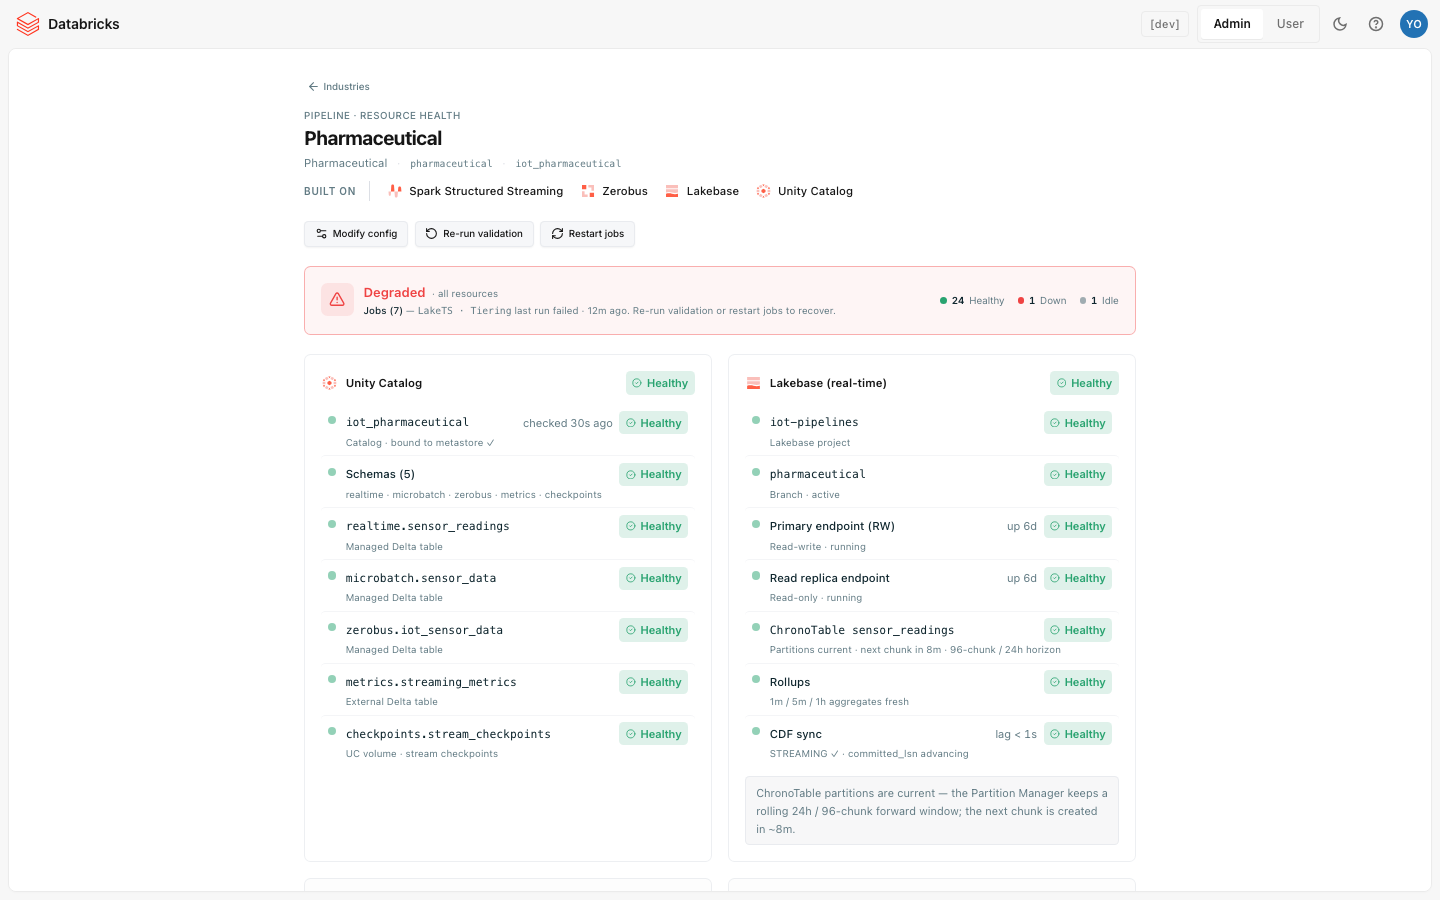 Databricks
[dev]
Admin
User
YO
Industries
PIPELINE · RESOURCE HEALTH
Pharmaceutical
Pharmaceutical · pharmaceutical · iot_pharmaceutical
BUILT ON
Spark Structured Streaming
Zerobus
Lakebase
Unity Catalog
Modify config
Re-run validation
Restart jobs
Degraded · all resources
Jobs (7) — LakeTS · Tiering last run failed · 12m ago. Re-run validation or restart jobs to recover.
24 Healthy
1 Down
1 Idle
Unity Catalog
Healthy
iot_pharmaceutical
checked 30s ago
Healthy
Catalog · bound to metastore ✓
Schemas (5)
Healthy
realtime · microbatch · zerobus · metrics · checkpoints
realtime.sensor_readings
Healthy
Managed Delta table
microbatch.sensor_data
Healthy
Managed Delta table
zerobus.iot_sensor_data
Healthy
Managed Delta table
metrics.streaming_metrics
Healthy
External Delta table
checkpoints.stream_checkpoints
Healthy
UC volume · stream checkpoints
Lakebase (real-time)
Healthy
iot-pipelines
Healthy
Lakebase project
pharmaceutical
Healthy
Branch · active
Primary endpoint (RW)
up 6d
Healthy
Read-write · running
Read replica endpoint
up 6d
Healthy
Read-only · running
ChronoTable sensor_readings
Healthy
Partitions current · next chunk in 8m · 96-chunk / 24h horizon
Rollups
Healthy
1m / 5m / 1h aggregates fresh
CDF sync
lag < 1s
Healthy
STREAMING ✓ · committed_lsn advancing
ChronoTable partitions are current — the Partition Manager keeps a
rolling 24h / 96-chunk forward window; the next chunk is created
in ~8m.